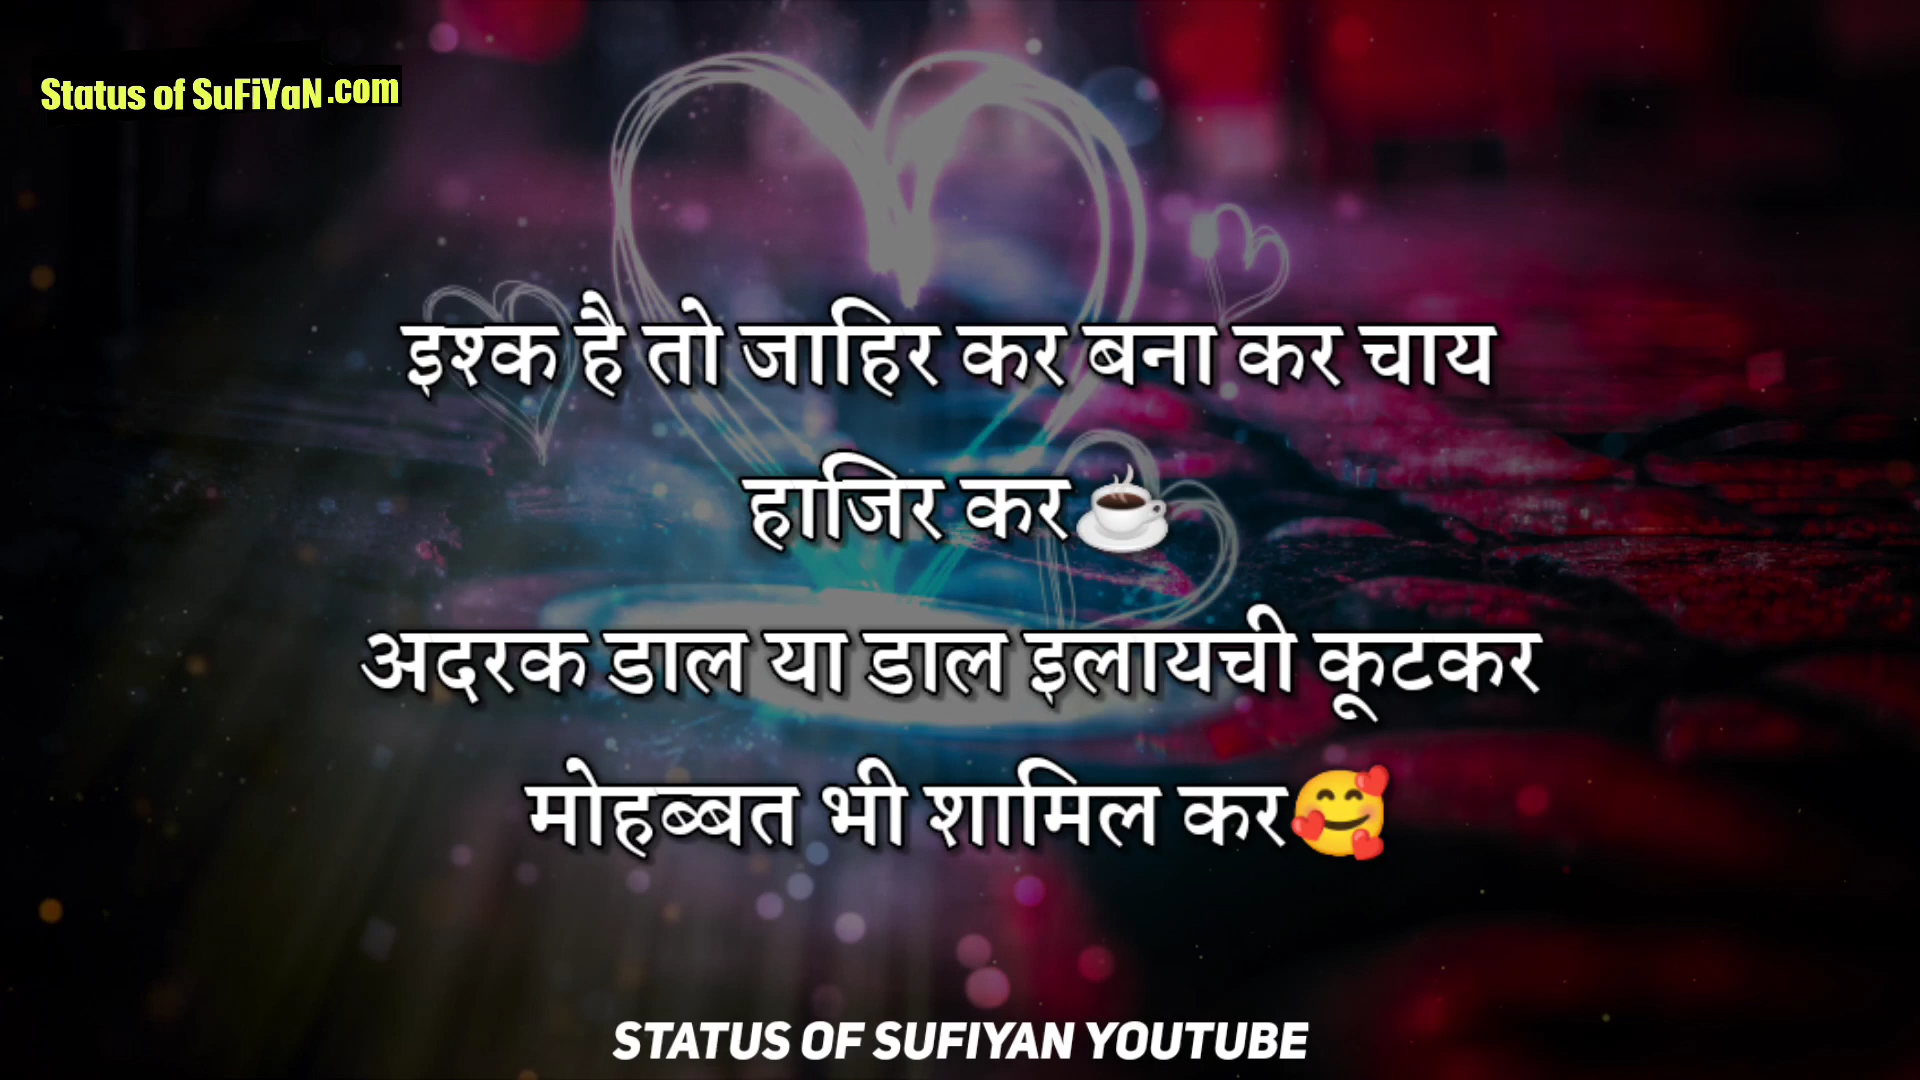 Status of SuFiYaN .com
इश्क है तो जाहिर कर बना कर चाय
हाजिर कर☕
अदरक डाल या डाल इलायची कूटकर
मोहब्बत भी शामिल कर🥰
STATUS OF SUFIYAN YOUTUBE